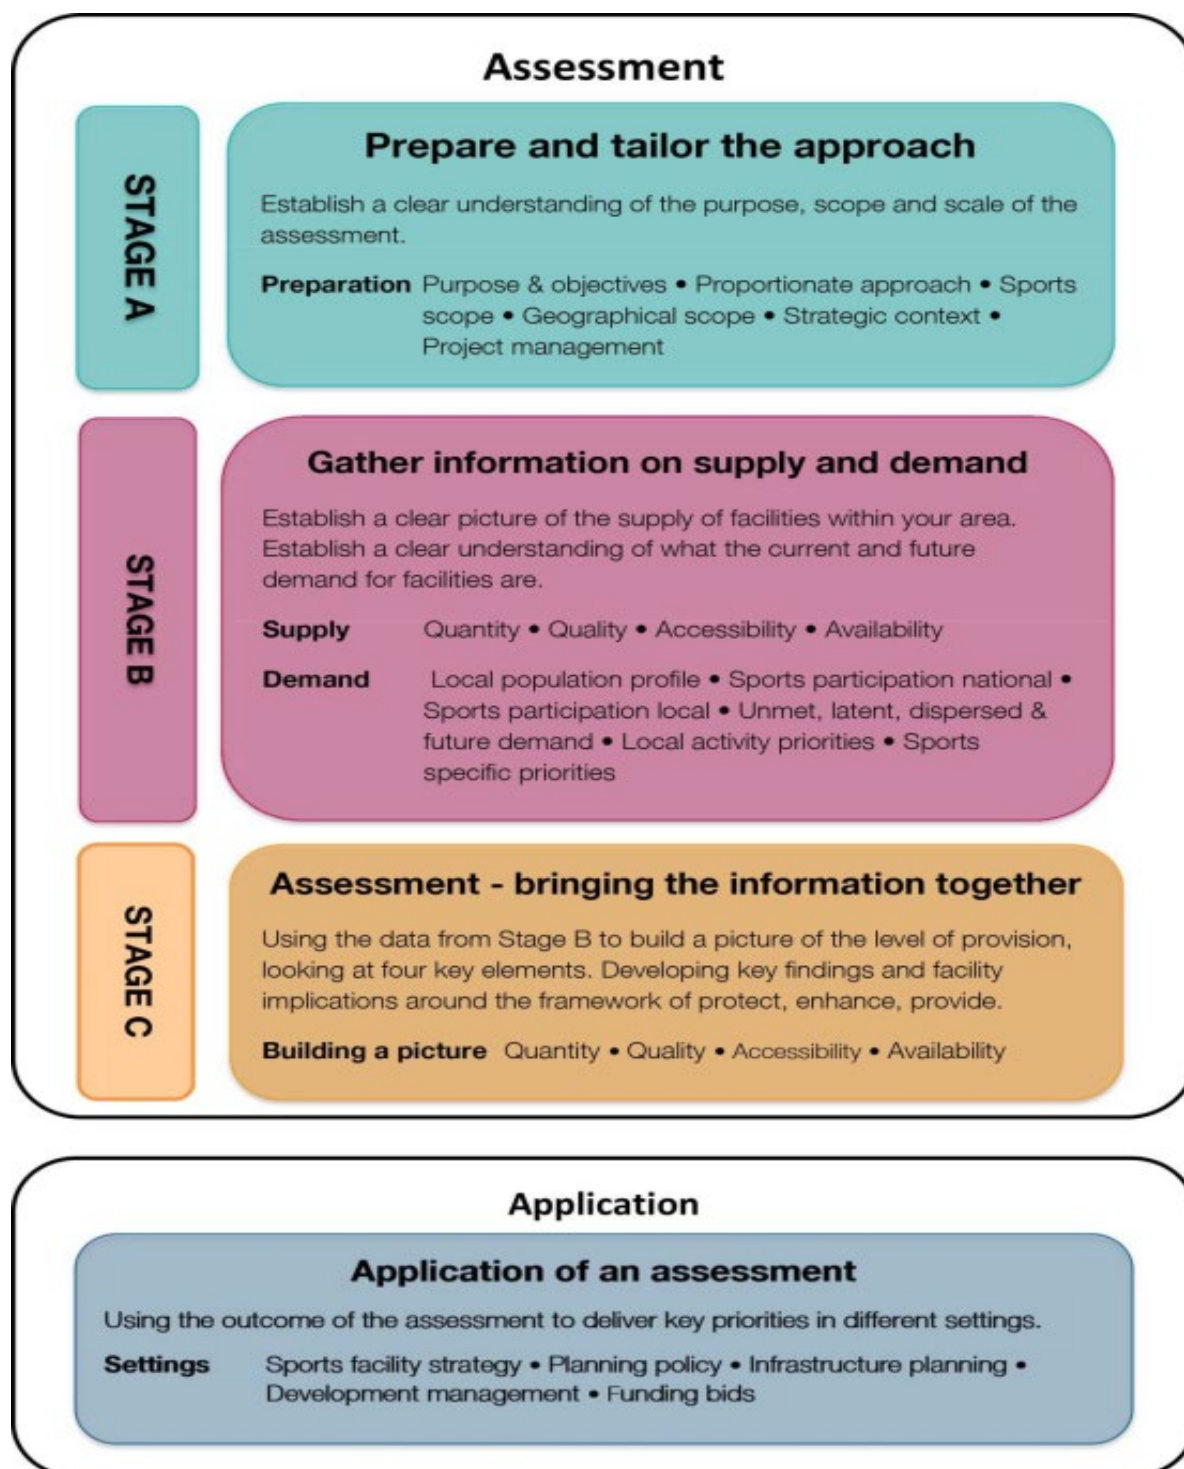 Assessment
STAGE A
Prepare and tailor the approach
Establish a clear understanding of the purpose, scope and scale of the
assessment.
Preparation Purpose & objectives • Proportionate approach • Sports
scope • Geographical scope • Strategic context •
Project management
STAGE B
Gather information on supply and demand
Establish a clear picture of the supply of facilities within your area.
Establish a clear understanding of what the current and future
demand for facilities are.
Supply Quantity • Quality • Accessibility • Availability
Demand Local population profile • Sports participation national •
Sports participation local • Unmet, latent, dispersed &
future demand • Local activity priorities • Sports
specific priorities
STAGE C
Assessment - bringing the information together
Using the data from Stage B to build a picture of the level of provision,
looking at four key elements. Developing key findings and facility
implications around the framework of protect, enhance, provide.
Building a picture Quantity • Quality • Accessibility • Availability
Application
Application of an assessment
Using the outcome of the assessment to deliver key priorities in different settings.
Settings Sports facility strategy • Planning policy • Infrastructure planning •
Development management • Funding bids